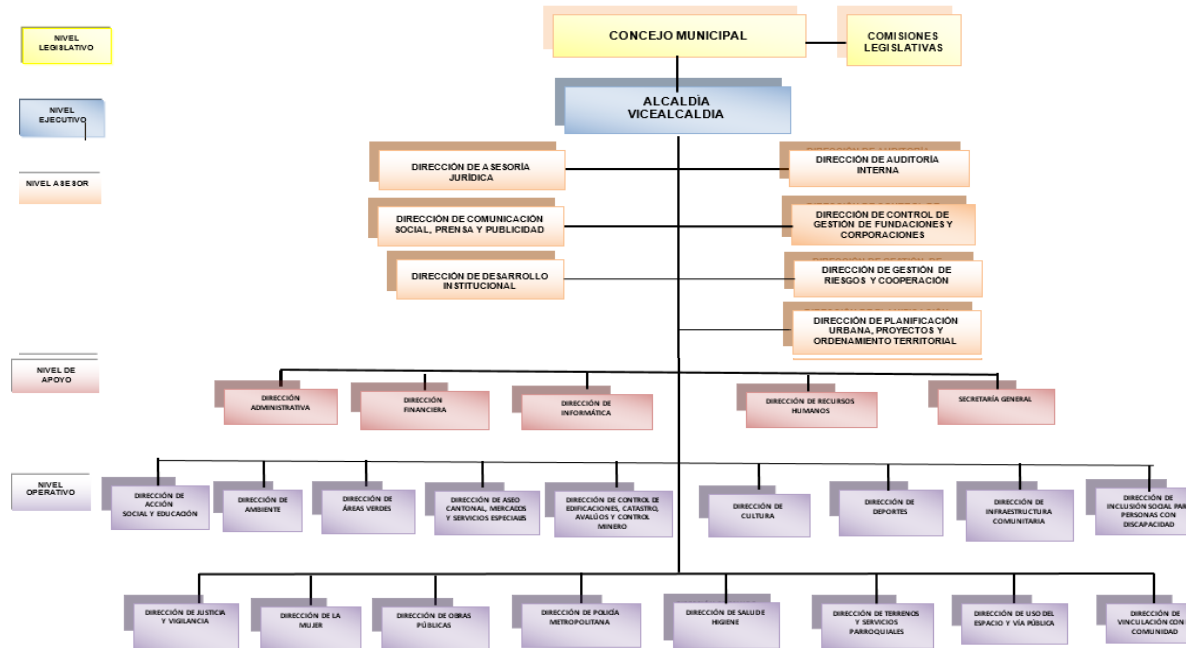 NIVEL
LEGISLATIVO
CONCEJO MUNICIPAL
COMISIONES
LEGISLATIVAS
NIVEL
EJECUTIVO
ALCALDÌA
VICEALCALDIA
NIVEL ASESOR
DIRECCIÓN DE ASESORÍA
JURÍDICA
DIRECCIÓN DE AUDITORÍA
INTERNA
DIRECCIÓN DE COMUNICACIÓN
SOCIAL, PRENSA Y PUBLICIDAD
DIRECCIÓN DE CONTROL DE
GESTIÓN DE FUNDACIONES Y
CORPORACIONES
DIRECCIÓN DE DESARROLLO
INSTITUCIONAL
DIRECCIÓN DE GESTIÓN DE
RIESGOS Y COOPERACIÓN
DIRECCIÓN DE PLANIFICACIÓN
URBANA, PROYECTOS Y
ORDENAMIENTO TERRITORIAL
NIVEL DE
APOYO
DIRECCIÓN
ADMINISTRATIVA
DIRECCIÓN
FINANCIERA
DIRECCIÓN DE
INFORMÁTICA
DIRECCIÓN DE RECURSOS
HUMANOS
SECRETARÍA GENERAL
NIVEL
OPERATIVO
DIRECCIÓN DE
ACCIÓN
SOCIAL Y EDUCACIÓN
DIRECCIÓN DE
AMBIENTE
DIRECCIÓN DE
ÁREAS VERDES
DIRECCIÓN DE ASEO
CANTONAL, MERCADOS
Y SERVICIOS ESPECIALES
DIRECCIÓN DE CONTROL DE
EDIFICACIONES, CATASTRO,
AVALÚOS Y CONTROL
MINERO
DIRECCIÓN DE
CULTURA
DIRECCIÓN DE
DEPORTES
DIRECCIÓN DE
INFRAESTRUCTURA
COMUNITARIA
DIRECCIÓN DE
INCLUSIÓN SOCIAL PAR
PERSONAS CON
DISCAPACIDAD
DIRECCIÓN DE JUSTICIA
Y VIGILANCIA
DIRECCIÓN DE LA
MUJER
DIRECCIÓN DE OBRAS
PÚBLICAS
DIRECCIÓN DE POLICÍA
METROPOLITANA
DIRECCIÓN DE SALUD E
HIGIENE
DIRECCIÓN DE TERRENOS
Y SERVICIOS
PARROQUIALES
DIRECCIÓN DE USO DEL
ESPACIO Y VÍA PÚBLICA
DIRECCIÓN DE
VINCULACIÓN CON
COMUNIDAD